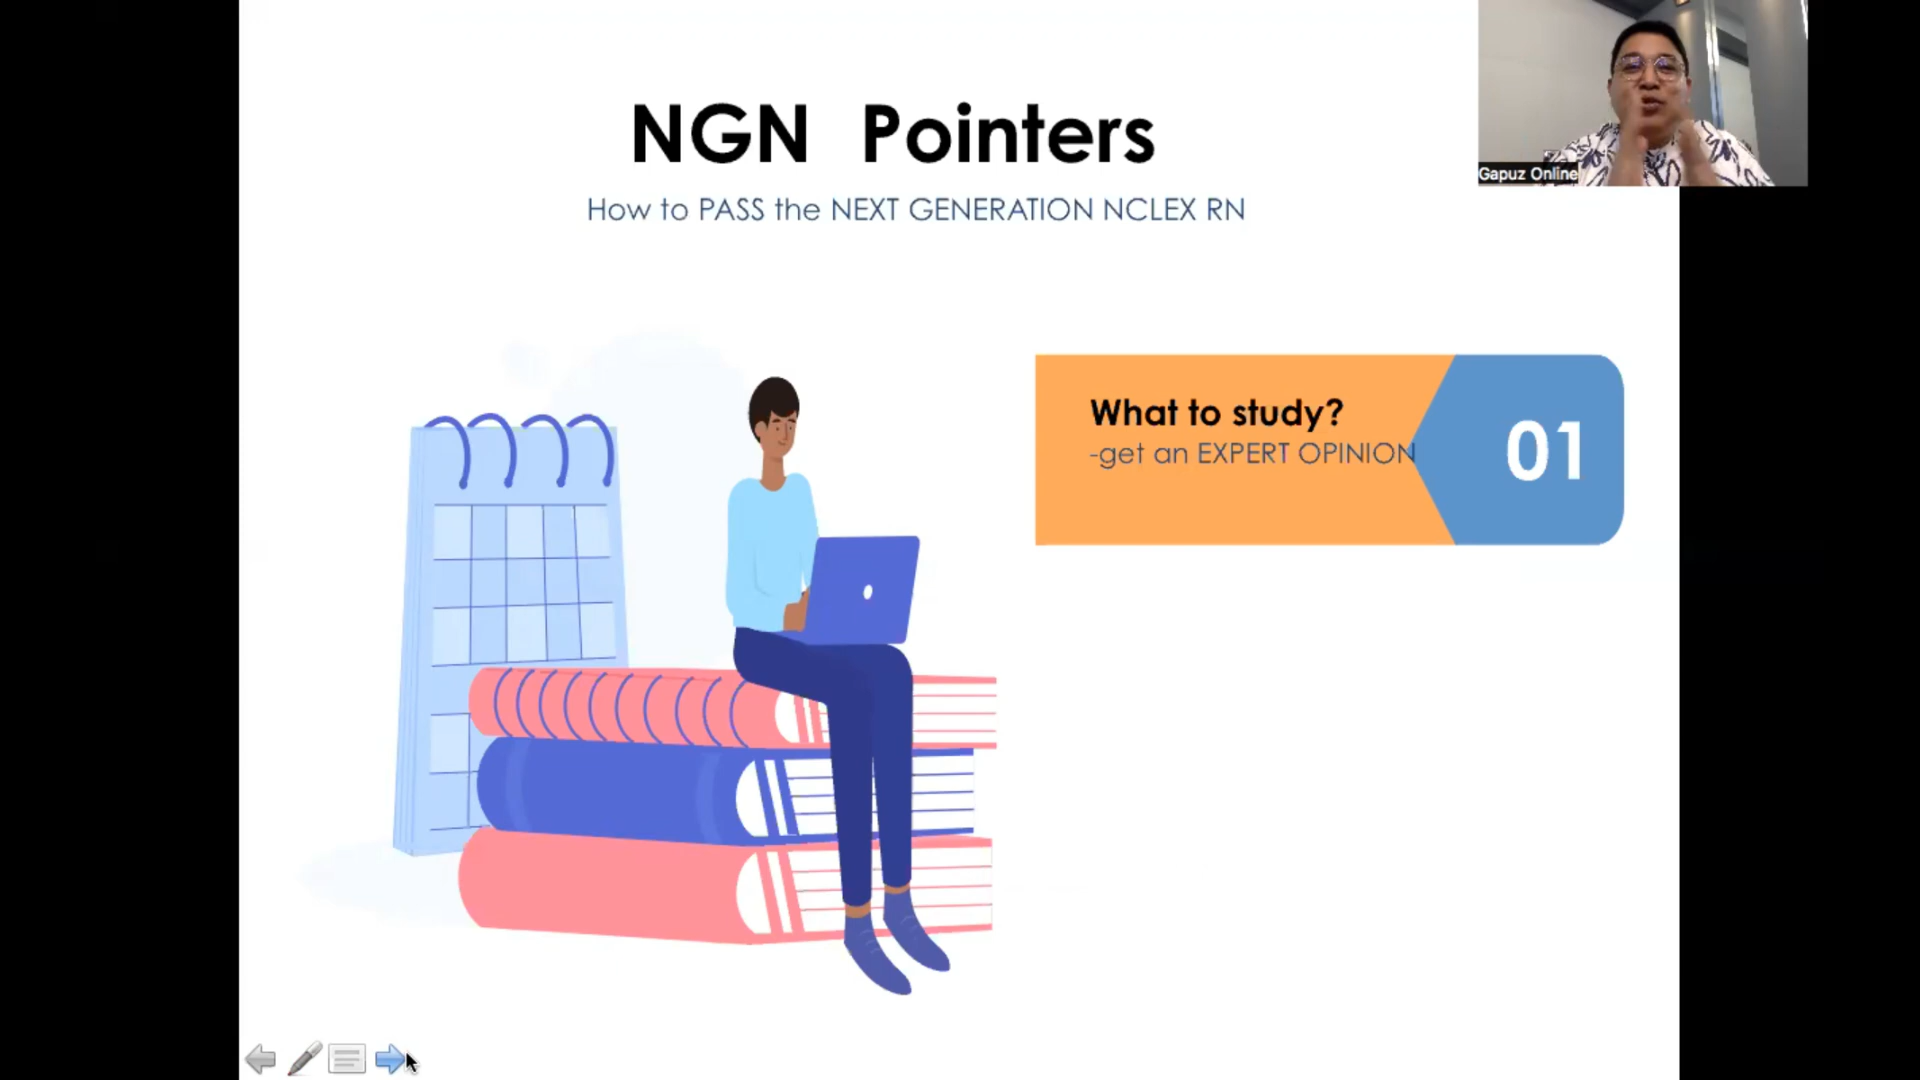 NGN Pointers
How to PASS the NEXT GENERATION NCLEX RN
Gapuz Online
What to study?
-get an EXPERT OPINION
01